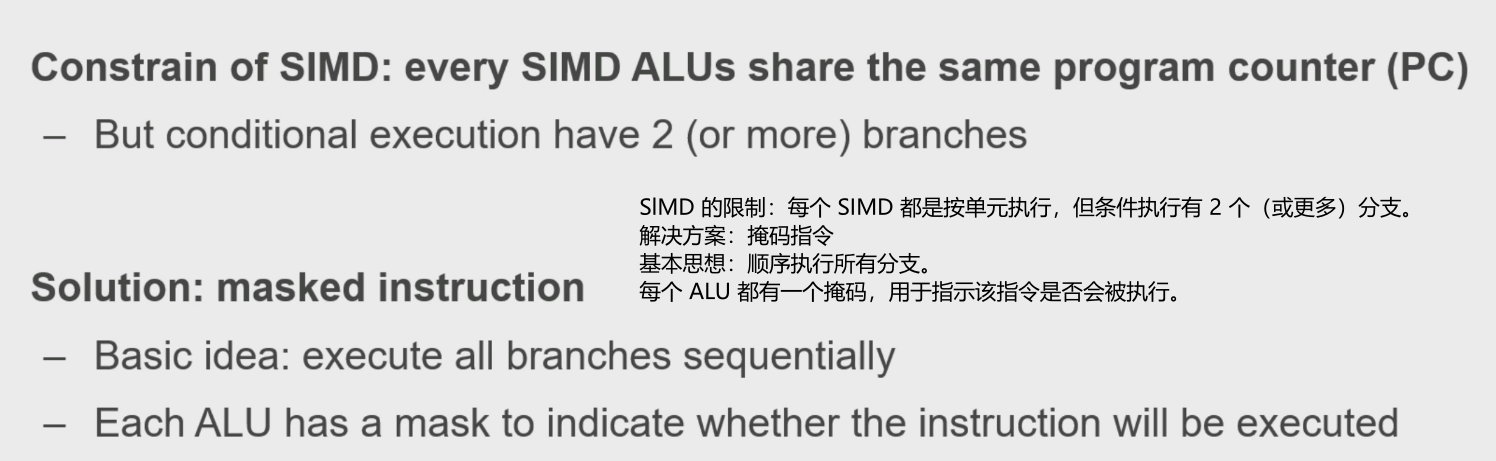 Constrain of SIMD: every SIMD ALUs share the same program counter (PC)
– But conditional execution have 2 (or more) branches
SIMD 的限制：每个 SIMD 都是按单元执行，但条件执行有 2 个（或更多）分支。
解决方案：掩码指令
基本思想：顺序执行所有分支。
每个 ALU 都有一个掩码，用于指示该指令是否会被执行。
Solution: masked instruction
– Basic idea: execute all branches sequentially
– Each ALU has a mask to indicate whether the instruction will be executed